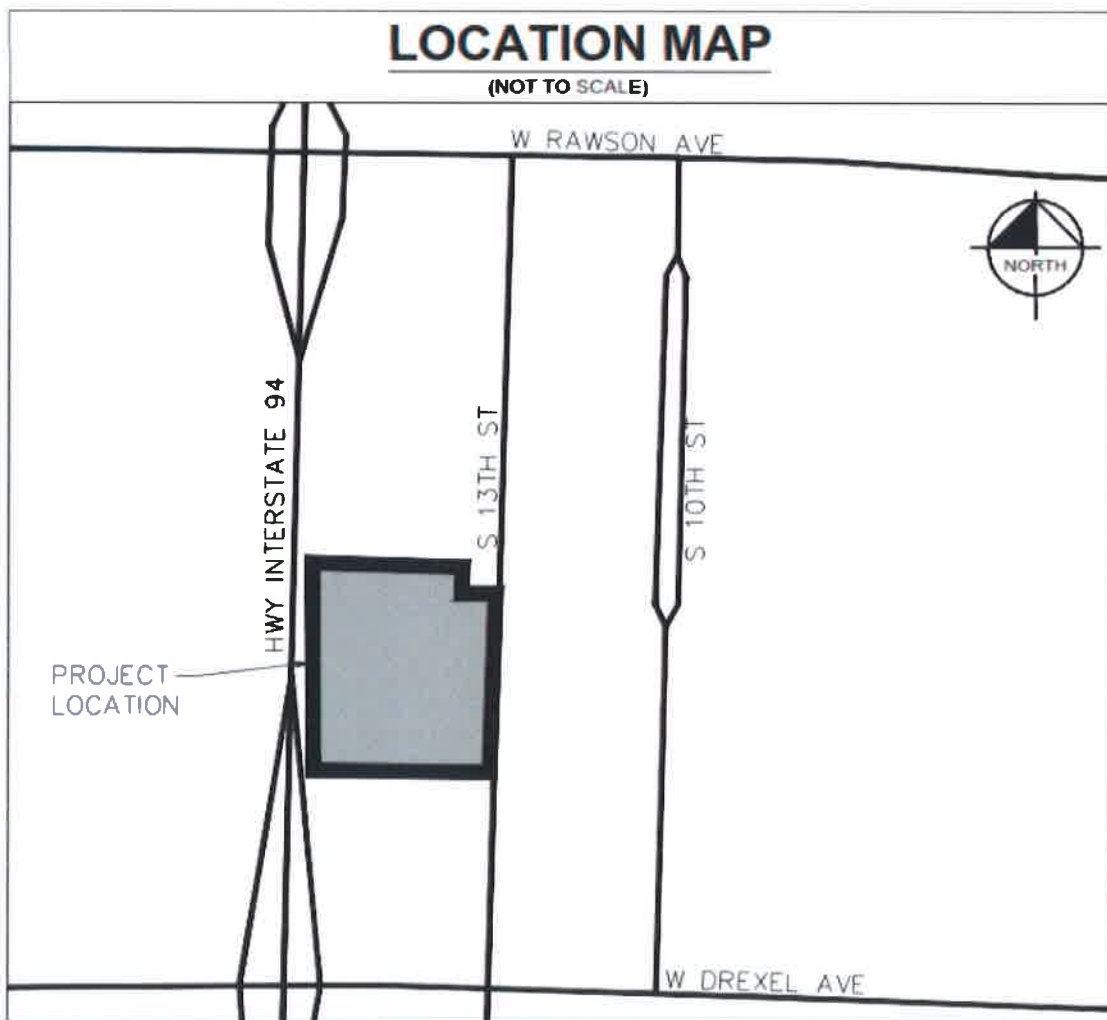 LOCATION MAP
(NOT TO SCALE)
W RAWSON AVE
NORTH
HWY INTERSTATE 94
S 13TH ST
S 10TH ST
PROJECT
LOCATION
W DREXEL AVE